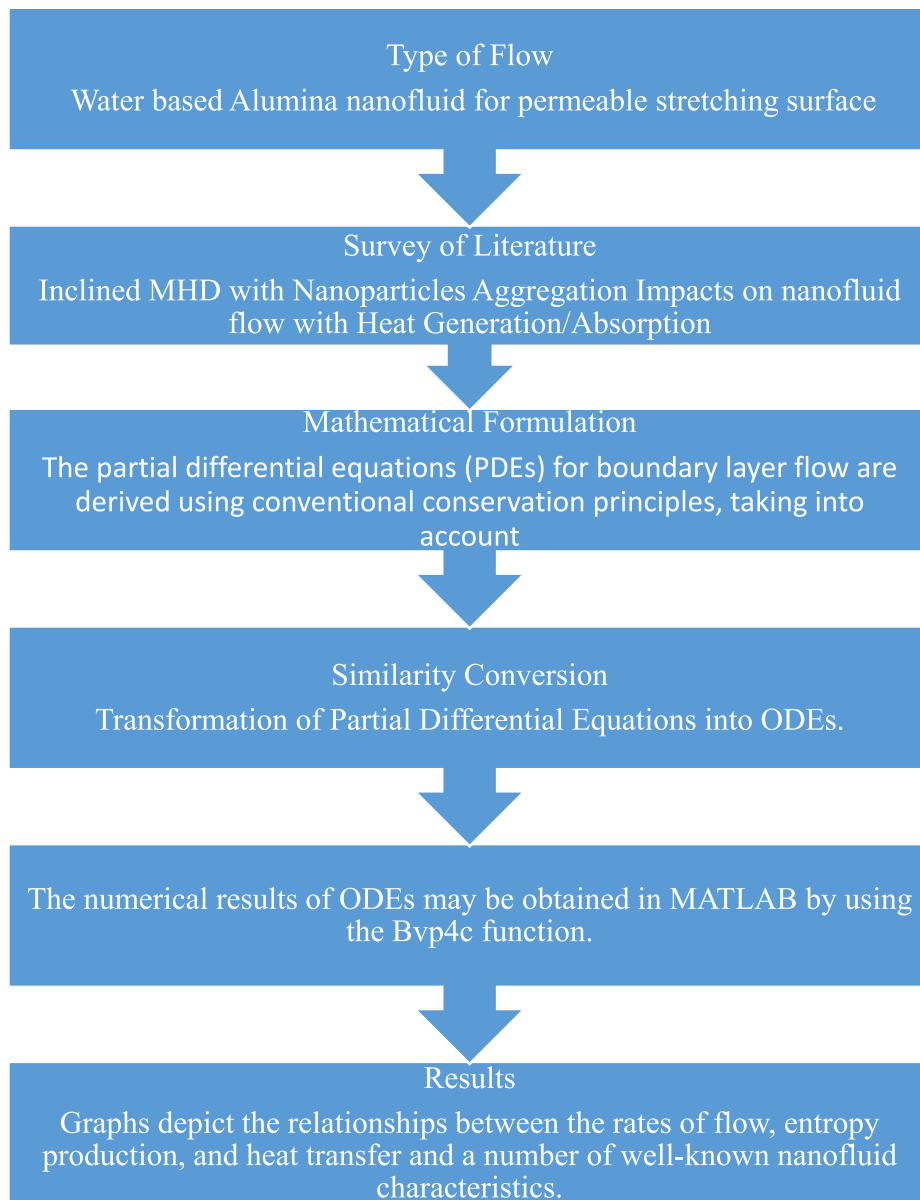 Type of Flow
Water based Alumina nanofluid for permeable stretching surface
Survey of Literature
Inclined MHD with Nanoparticles Aggregation Impacts on nanofluid
flow with Heat Generation/Absorption
Mathematical Formulation
The partial differential equations (PDEs) for boundary layer flow are
derived using conventional conservation principles, taking into
account
Similarity Conversion
Transformation of Partial Differential Equations into ODEs.
The numerical results of ODEs may be obtained in MATLAB by using
the Bvp4c function.
Results
Graphs depict the relationships between the rates of flow, entropy
production, and heat transfer and a number of well-known nanofluid
characteristics.